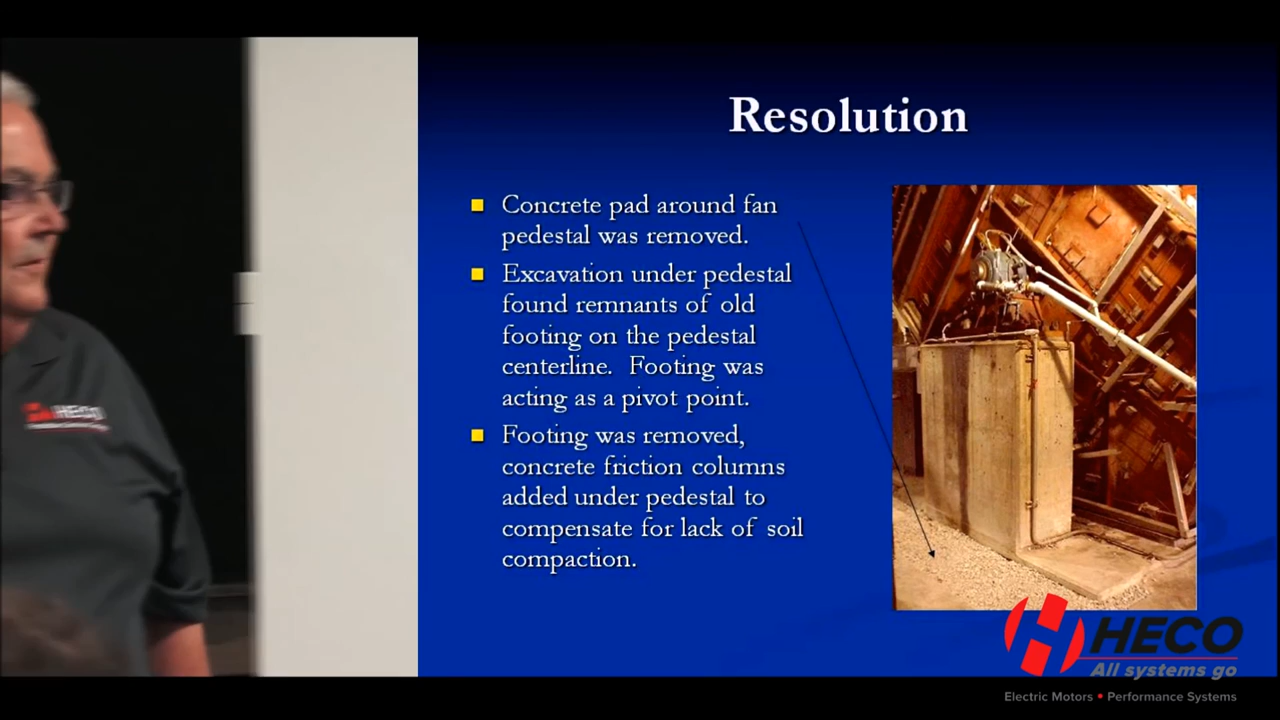 Resolution
Concrete pad around fan
pedestal was removed.
Excavation under pedestal
found remnants of old
footing on the pedestal
centerline. Footing was
acting as a pivot point.
Footing was removed,
concrete friction columns
added under pedestal to
compensate for lack of soil
compaction.
HECO
HECO
All systems go
Electric Motors • Performance Systems